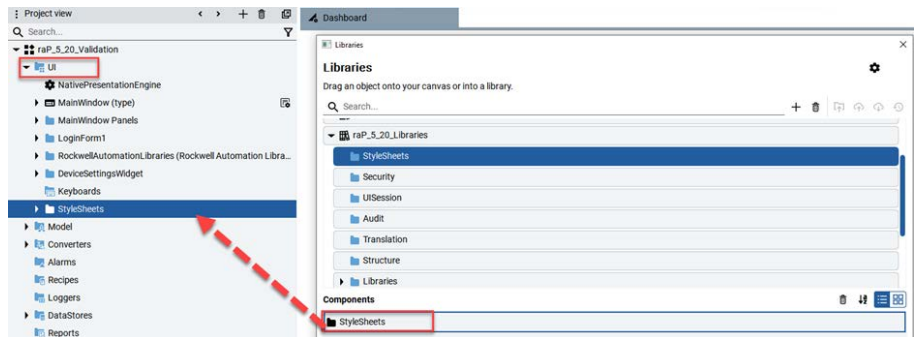 Project view
Search...
raP_5_20_Validation
UI
NativePresentationEngine
MainWindow (type)
MainWindow Panels
LoginForm1
RockwellAutomationLibraries (Rockwell Automation Libra...
DeviceSettingsWidget
Keyboards
StyleSheets
Model
Converters
Alarms
Recipes
Loggers
DataStores
Reports
Dashboard
Libraries
Libraries
Drag an object onto your canvas or into a library.
Search...
raP_5_20_Libraries
StyleSheets
Security
UISession
Audit
Translation
Structure
Libraries
Components
StyleSheets